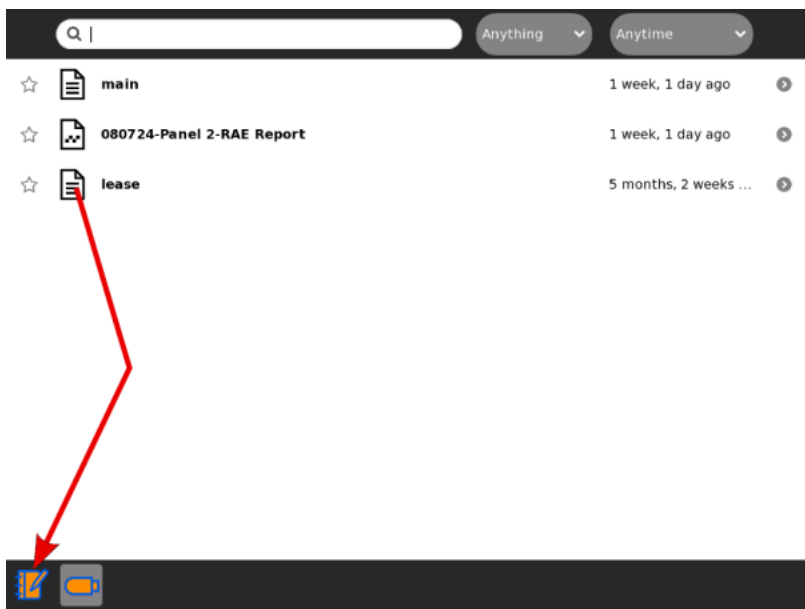 Anything Anytime
main 1 week, 1 day ago
080724-Panel 2-RAE Report 1 week, 1 day ago
lease 5 months, 2 weeks ...